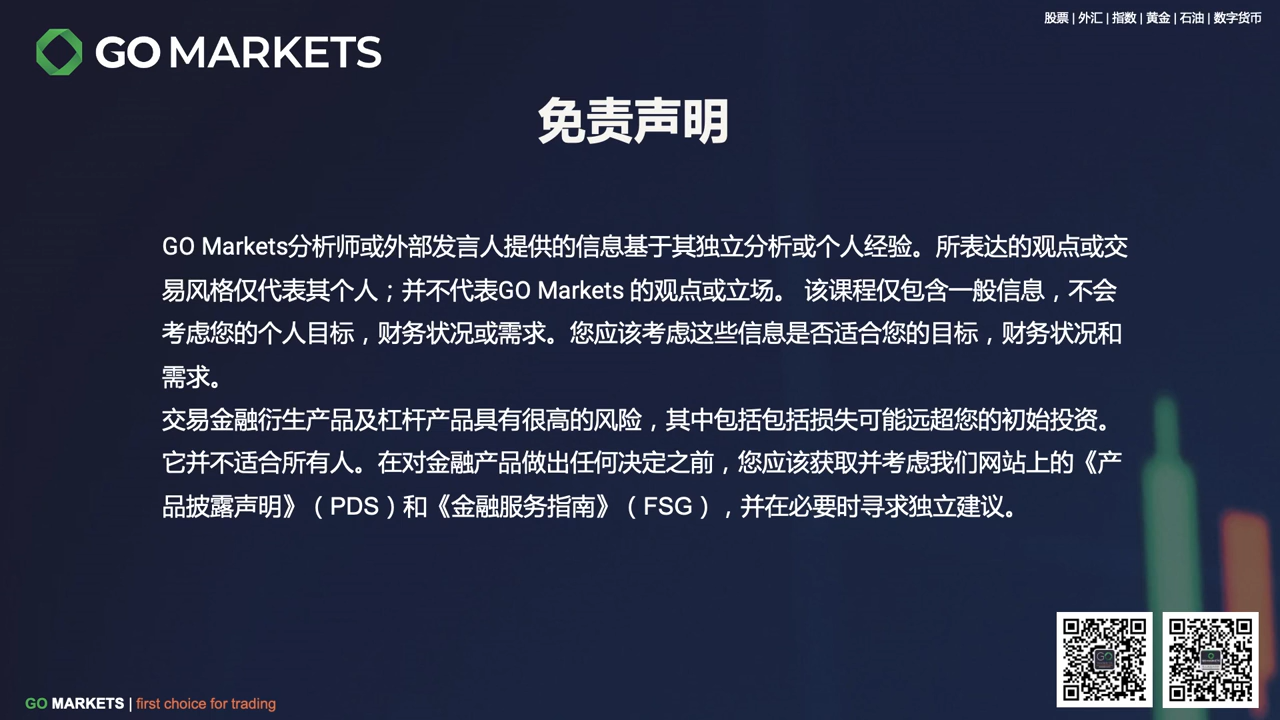 股票 | 外汇 | 指数 | 黄金 | 石油 | 数字货币
GO MARKETS
免责声明
GO Markets分析师或外部发言人提供的信息基于其独立分析或个人经验。所表达的观点或交
易风格仅代表其个人；并不代表GO Markets 的观点或立场。 该课程仅包含一般信息，不会
考虑您的个人目标，财务状况或需求。您应该考虑这些信息是否适合您的目标，财务状况和
需求。
交易金融衍生产品及杠杆产品具有很高的风险，其中包括包括损失可能远超您的初始投资。
它并不适合所有人。在对金融产品做出任何决定之前，您应该获取并考虑我们网站上的《产
品披露声明》（PDS）和《金融服务指南》（FSG），并在必要时寻求独立建议。
GO MARKETS | first choice for trading